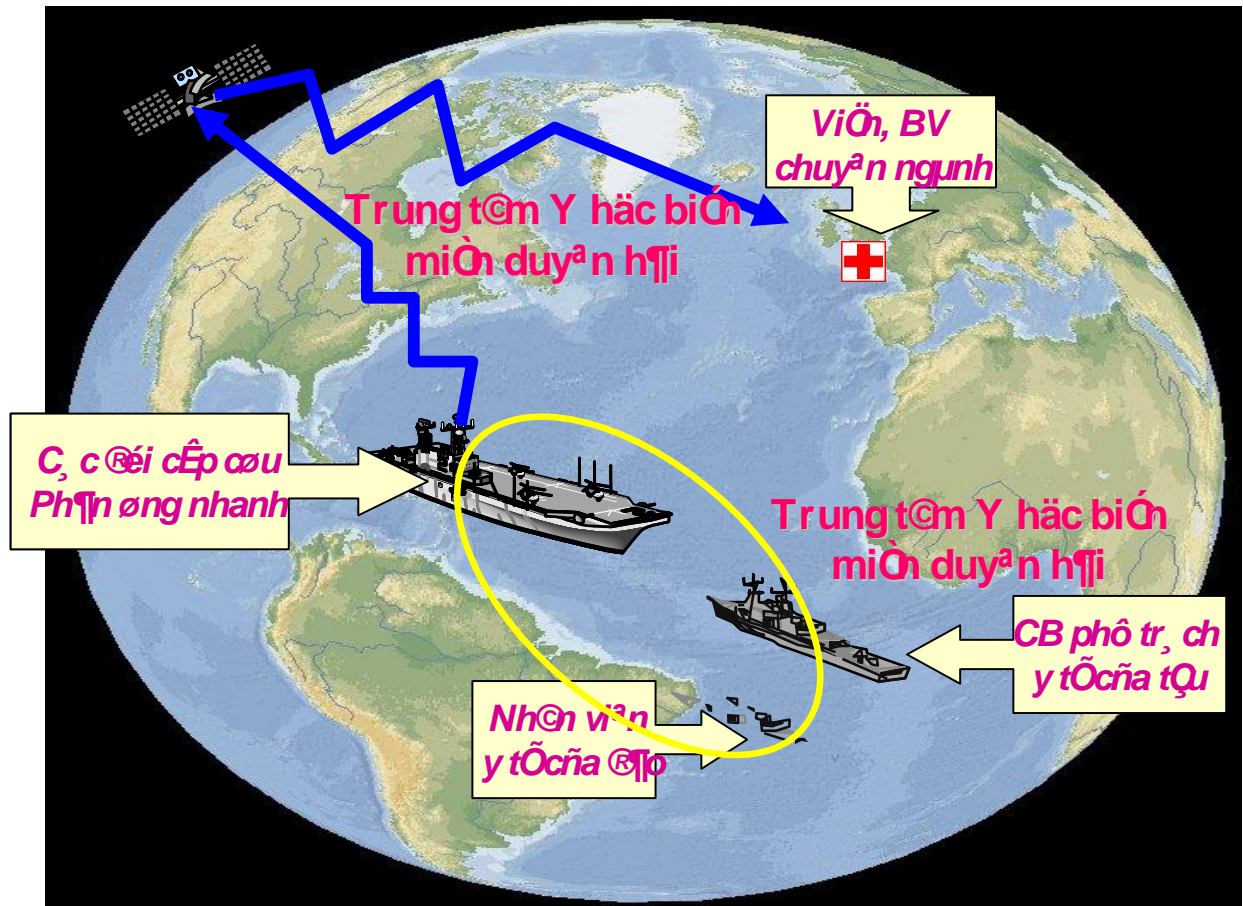 ViÖn, BV
chuyªn ngµnh
Trung t©m Y häc biÓn
miÒn duyªn h¶i
C¸c ®éi cÊp cøu
Ph¶n øng nhanh
Trung t©m Y häc biÓn
miÒn duyªn h¶i
CB phô tr¸ch
y tÕ cña tµu
Nh©n viªn
y tÕ cña ®¶o